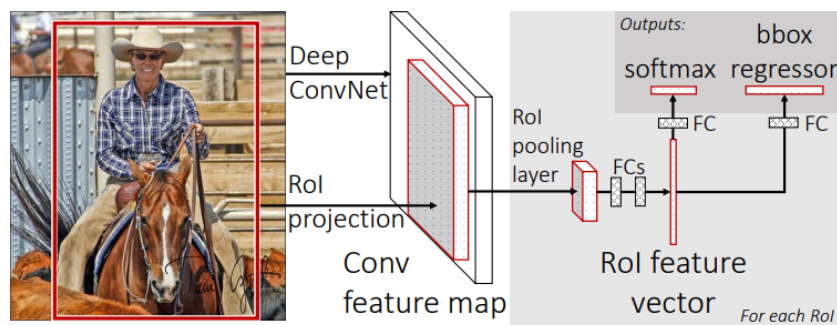 Deep
ConvNet
RoI
projection
Conv
feature map
RoI
pooling
layer
FCs
Outputs:
softmax
bbox
regressor
FC
FC
RoI feature
vector
For each RoI